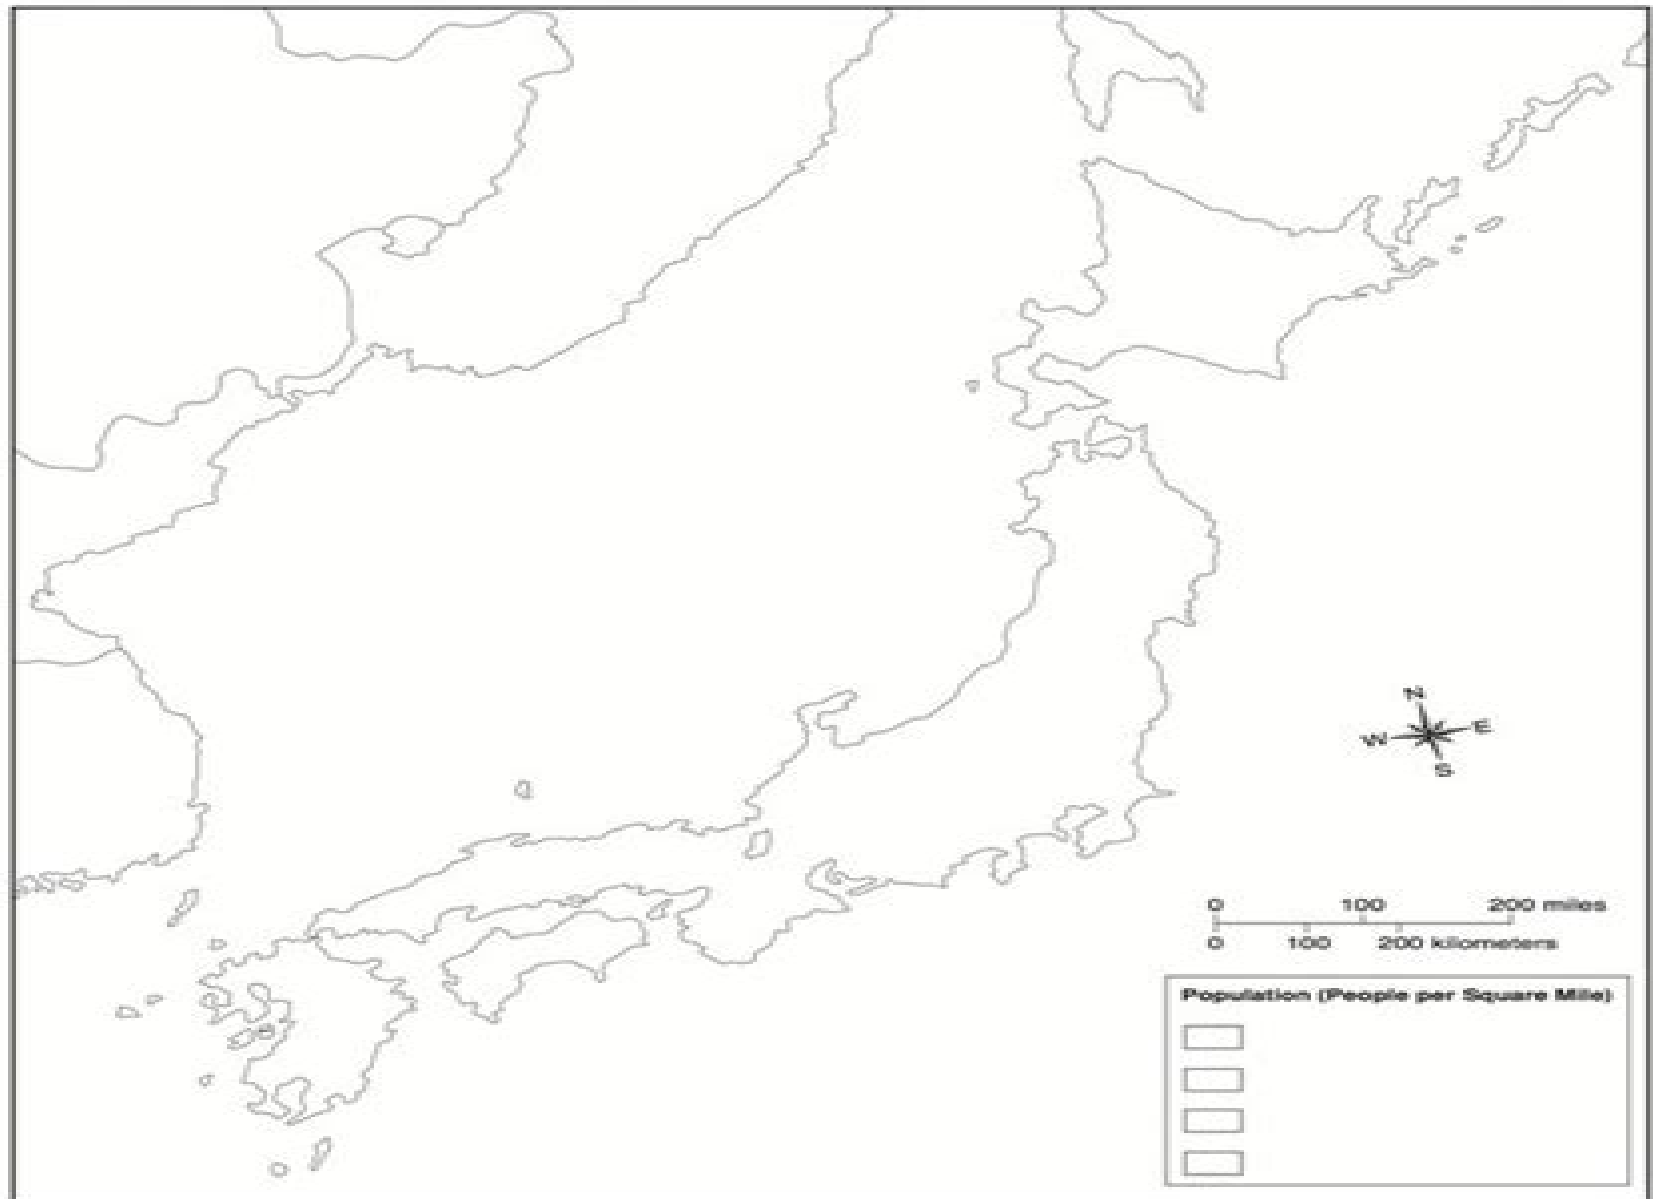 N
W E
S
0 100 200 miles
0 100 200 kilometers
Population (People per Square Mile)